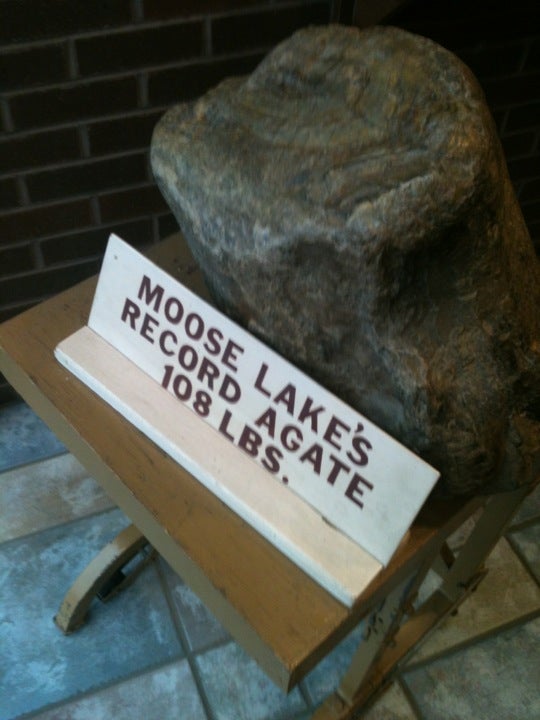 MOOSE LAKE'S
RECORD AGATE
108 LBS.